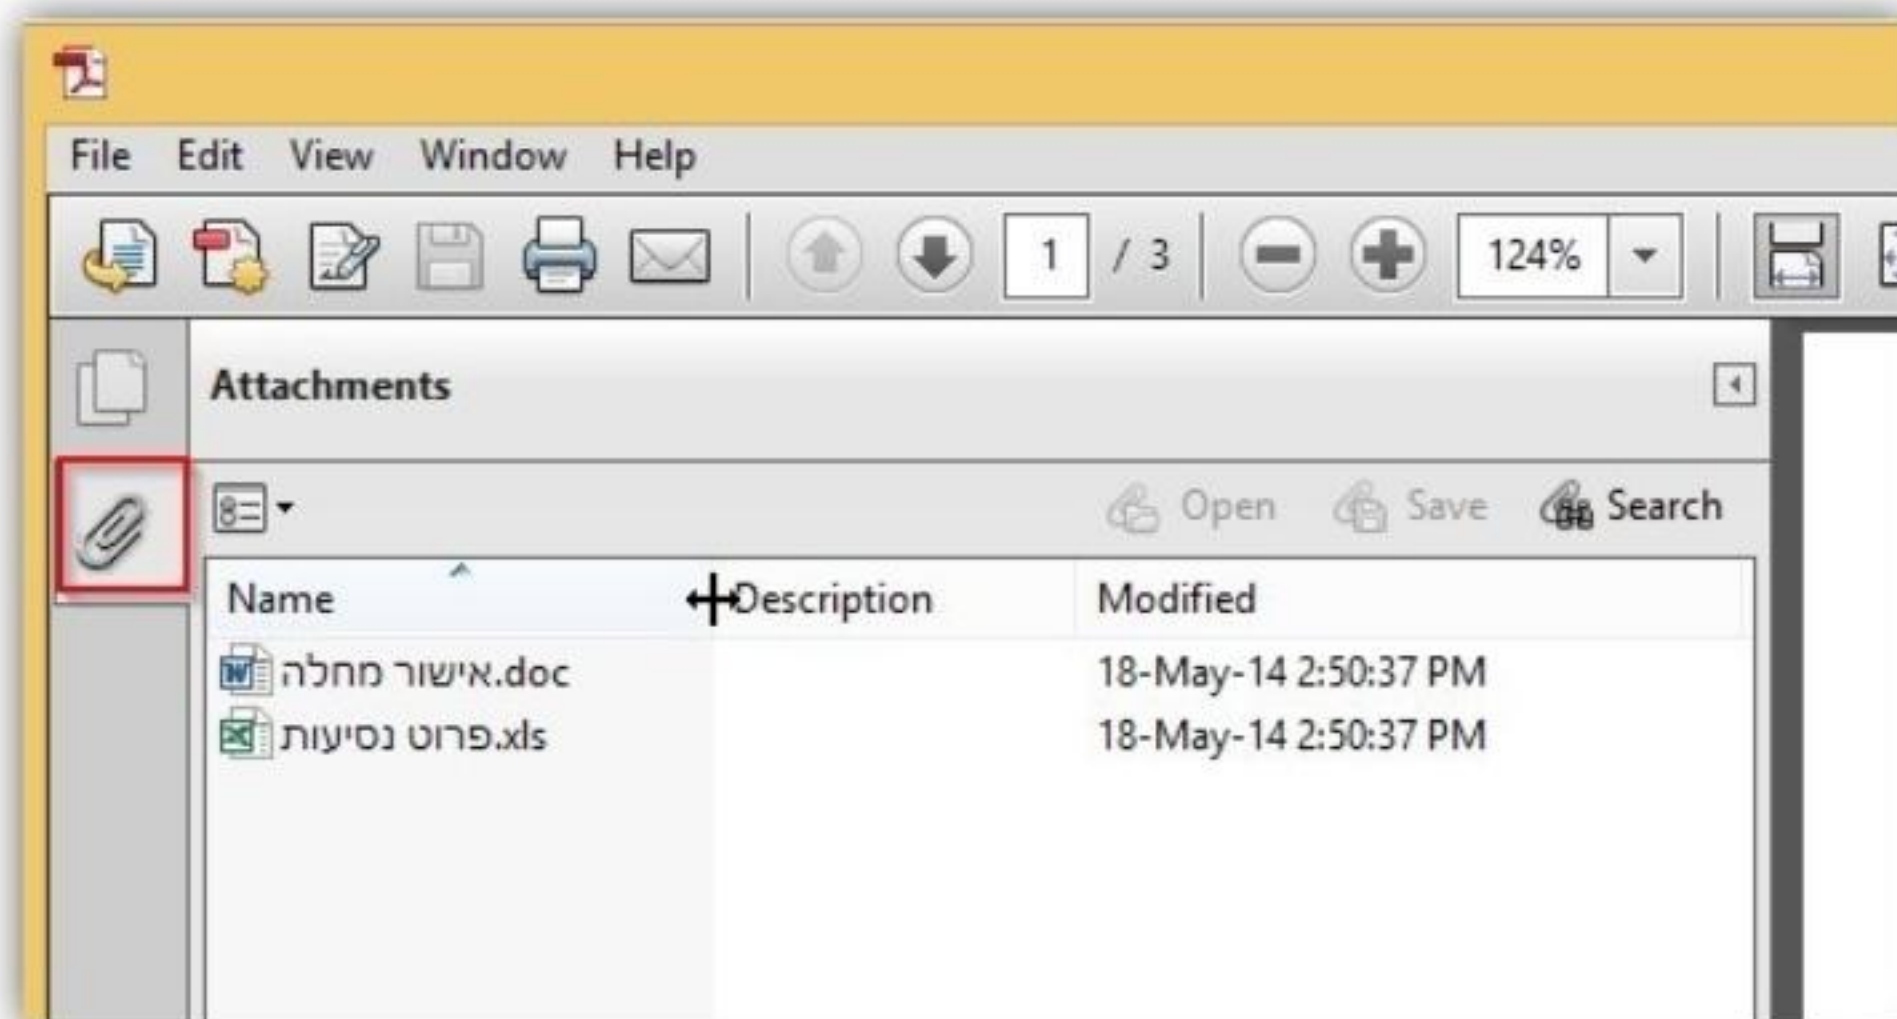 File Edit View Window Help
1 / 3 124%
Attachments
Open Save Search
Name Description Modified
אישור מחלה.doc 18-May-14 2:50:37 PM
פרוט נסיעות.xls 18-May-14 2:50:37 PM